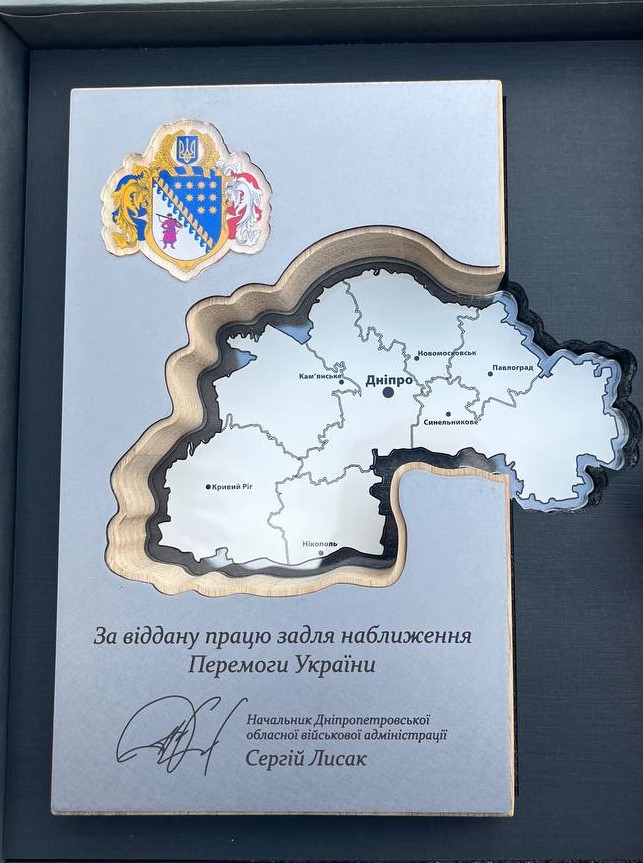 Новомосковськ
Павлоград
Кам'янське
Дніпро
Синельникове
Кривий Ріг
Нікополь
За віддану працю задля наближення
Перемоги України
Начальник Дніпропетровської
обласної військової адміністрації
Сергій Лисак